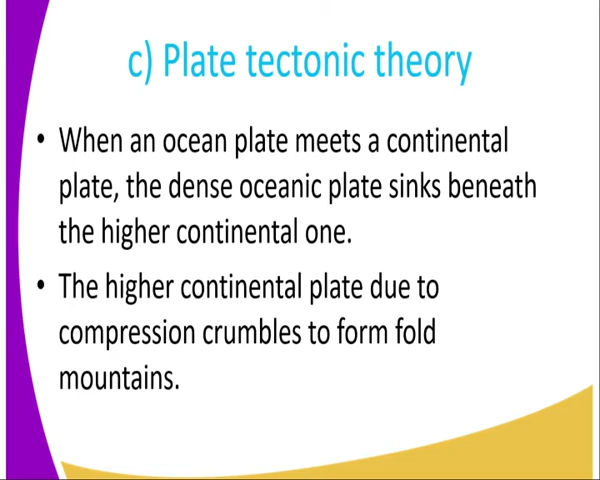 c) Plate tectonic theory
• When an ocean plate meets a continental
plate, the dense oceanic plate sinks beneath
the higher continental one.
• The higher continental plate due to
compression crumbles to form fold
mountains.